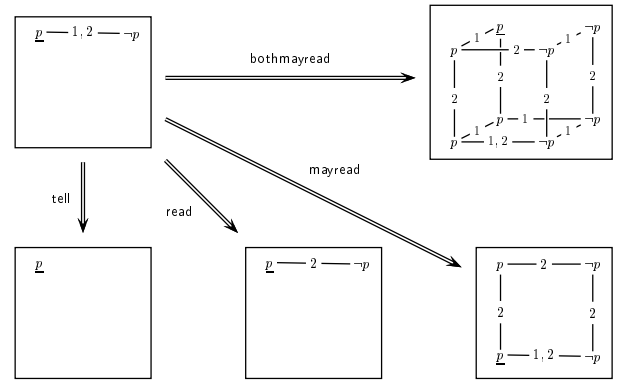 p 1, 2 ¬p
bothmayread
p ¬p
1 1
p 2 ¬p
2 2
2 2
p 1 ¬p
1 1
p 1, 2 ¬p
mayread
tell
read
p
p 2 ¬p
p 2 ¬p
2 2
p 1, 2 ¬p